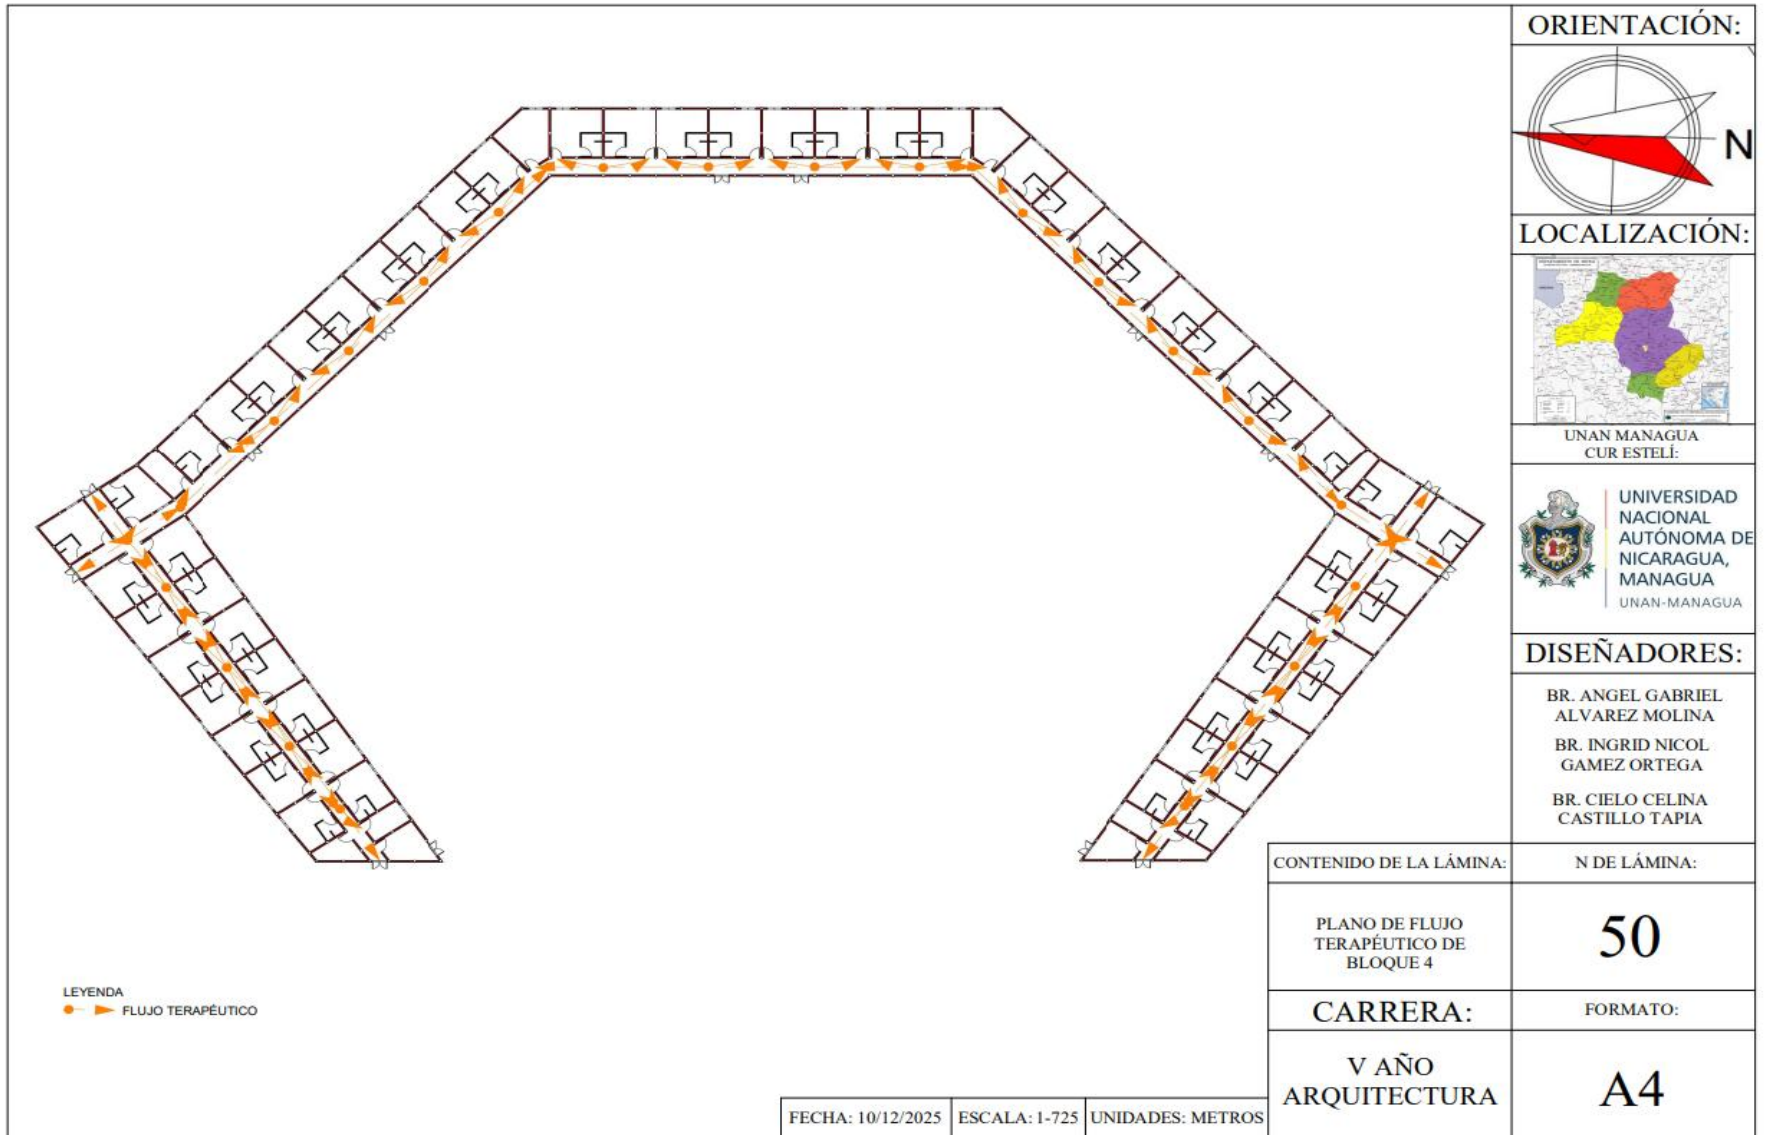 ORIENTACIÓN:
N
LOCALIZACIÓN:
UNAN MANAGUA
CUR ESTELÍ:
UNIVERSIDAD
NACIONAL
AUTÓNOMA DE
NICARAGUA,
MANAGUA
UNAN-MANAGUA
DISEÑADORES:
BR. ANGEL GABRIEL
ALVAREZ MOLINA
BR. INGRID NICOL
GAMEZ ORTEGA
BR. CIELO CELINA
CASTILLO TAPIA
CONTENIDO DE LA LÁMINA:
N DE LÁMINA:
PLANO DE FLUJO
TERAPÉUTICO DE
BLOQUE 4
50
CARRERA:
FORMATO:
V AÑO
ARQUITECTURA
A4
LEYENDA
FLUJO TERAPÉUTICO
FECHA: 10/12/2025
ESCALA: 1-725
UNIDADES: METROS